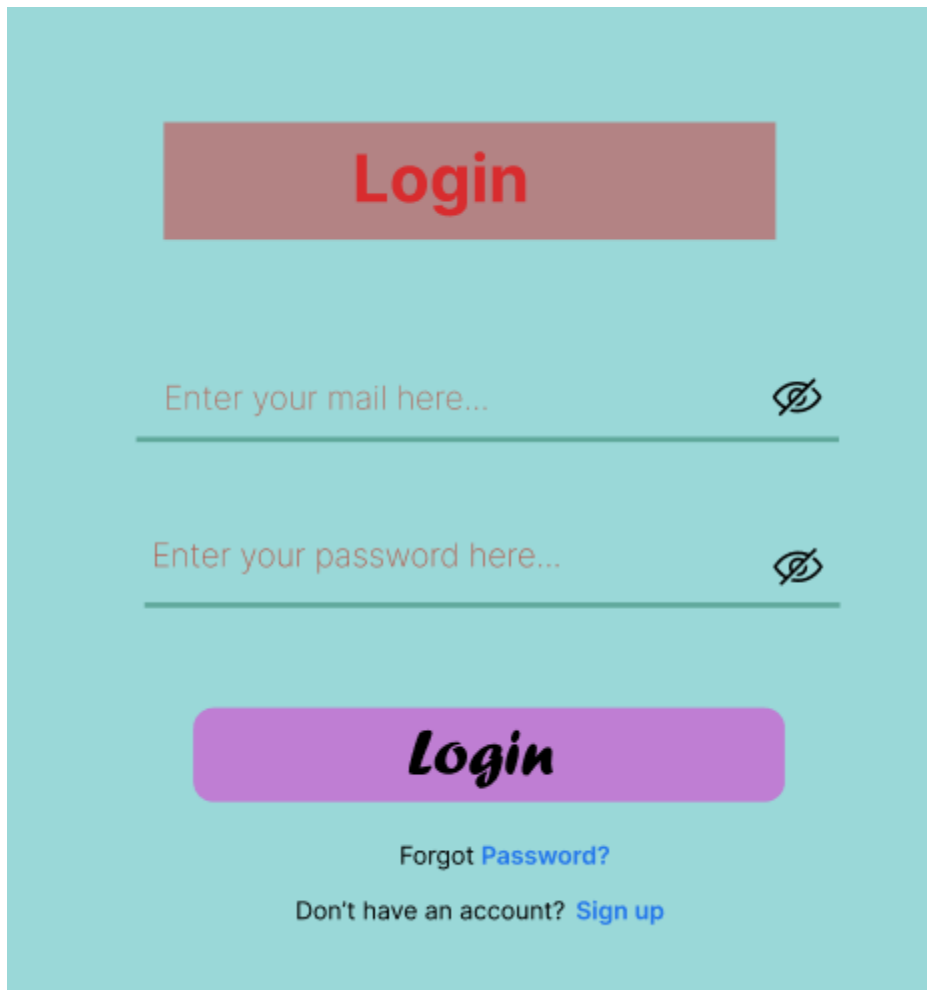 Login
Enter your mail here...
Enter your password here...
Login
Forgot Password?
Don't have an account? Sign up